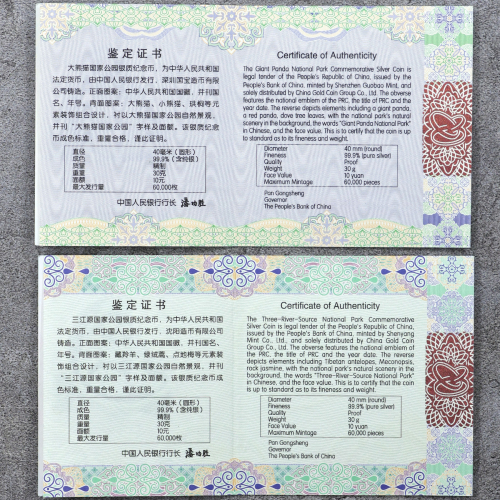 鉴定证书
大熊猫国家公园银质纪念币，为中华人民共和国
法定货币，由中国人民银行发行，深圳国宝造币有限
公司铸造。正面图案：中华人民共和国国徽，并刊国
名、年号。背面图案：大熊猫、小熊猫、珙桐等元素
装饰组合设计，衬以大熊猫国家公园自然景观，
并刊“大熊猫国家公园”字样及面额。该银质纪念
币成色标准，重量合格，谨此证明。
直径 40毫米（圆形）
成色 99.9%（含纯银）
质量 精制
重量 30克
面额 10元
最大发行量 60,000枚
中国人民银行行长 潘功胜
Certificate of Authenticity
The Giant Panda National Park Commemorative Silver Coin is
legal tender of the People's Republic of China, issued by the
People's Bank of China, minted by Shenzhen Guobao Mint, and
solely distributed by China Gold Coin Group Co., Ltd. The obverse
features the national emblem of the PRC, the title of PRC and the
year date. The reverse depicts elements including a giant panda,
a red panda, dove tree leaves, with the national park's natural
scenery in the background, the words "Giant Panda National Park"
in Chinese, and the face value. This is to certify that the coin is up
to standard as to its fineness and weight.
Diameter 40 mm (round)
Fineness 99.9% (pure silver)
Quality Proof
Weight 30 g
Face Value 10 yuan
Maximum Mintage 60,000 pieces
Pan Gongsheng
Governor
The People's Bank of China
鉴定证书
三江源国家公园银质纪念币，为中华人民共和国
法定货币，由中国人民银行发行，沈阳造币有限公司
铸造。正面图案：中华人民共和国国徽，并刊国名、
年号。背面图案：藏羚羊、绿绒蒿、点地梅等元素装
饰组合设计，衬以三江源国家公园自然景观，并刊
“三江源国家公园”字样及面额。该银质纪念币成色
标准，重量合格，谨此证明。
直径 40毫米（圆形）
成色 99.9%（含纯银）
质量 精制
重量 30克
面额 10元
最大发行量 60,000枚
中国人民银行行长 潘功胜
Certificate of Authenticity
The Three-River-Source National Park Commemorative
Silver Coin is legal tender of the People's Republic of China,
issued by the People's Bank of China, minted by Shenyang
Mint Co., Ltd., and solely distributed by China Gold Coin
Group Co., Ltd. The obverse features the national emblem of
the PRC, the title of PRC and the year date. The reverse
depicts elements including Tibetan antelopes, Meconopsis,
rock jasmine, with the national park's natural scenery in the
background, the words "Three-River-Source National Park"
in Chinese, and the face value. This is to certify that the coin
is up to standard as to its fineness and weight.
Diameter 40 mm (round)
Fineness 99.9% (pure silver)
Quality Proof
Weight 30 g
Face Value 10 yuan
Maximum Mintage 60,000 pieces
Pan Gongsheng
Governor
The People's Bank of China